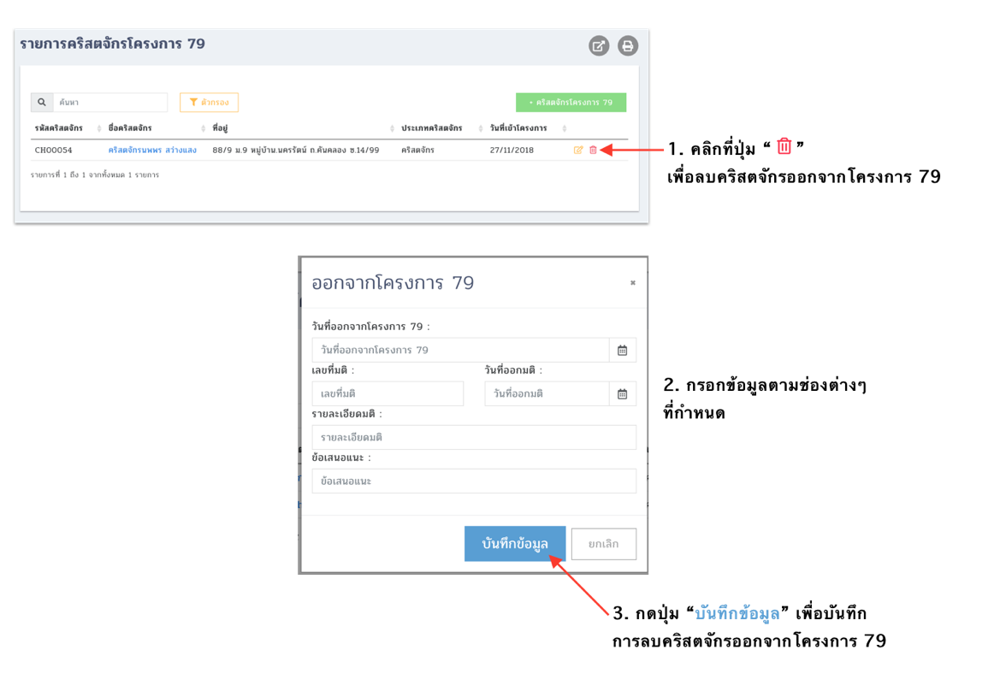 รายการคริสตจักรโครงการ 79
ค้นหา
ตัวกรอง
+ คริสตจักรโครงการ 79
รหัสคริสตจักร ชื่อคริสตจักร ที่อยู่ ประเภทคริสตจักร วันที่เข้าโครงการ
CH00054 คริสตจักรนพพร สว่างแสง 88/9 ม.9 หมู่บ้าน.นครรัตน์ ถ.คันคลอง ซ.14/99 คริสตจักร 27/11/2018
รายการที่ 1 ถึง 1 จากทั้งหมด 1 รายการ
1. คลิกที่ปุ่ม “ ”
เพื่อลบคริสตจักรออกจากโครงการ 79
ออกจากโครงการ 79
×
วันที่ออกจากโครงการ 79 :
วันที่ออกจากโครงการ 79
เลขที่มติ : วันที่ออกมติ :
เลขที่มติ วันที่ออกมติ
รายละเอียดมติ :
รายละเอียดมติ
ข้อเสนอแนะ :
ข้อเสนอแนะ
บันทึกข้อมูล ยกเลิก
2. กรอกข้อมูลตามช่องต่างๆ
ที่กำหนด
3. กดปุ่ม “บันทึกข้อมูล” เพื่อบันทึก
การลบคริสตจักรออกจากโครงการ 79